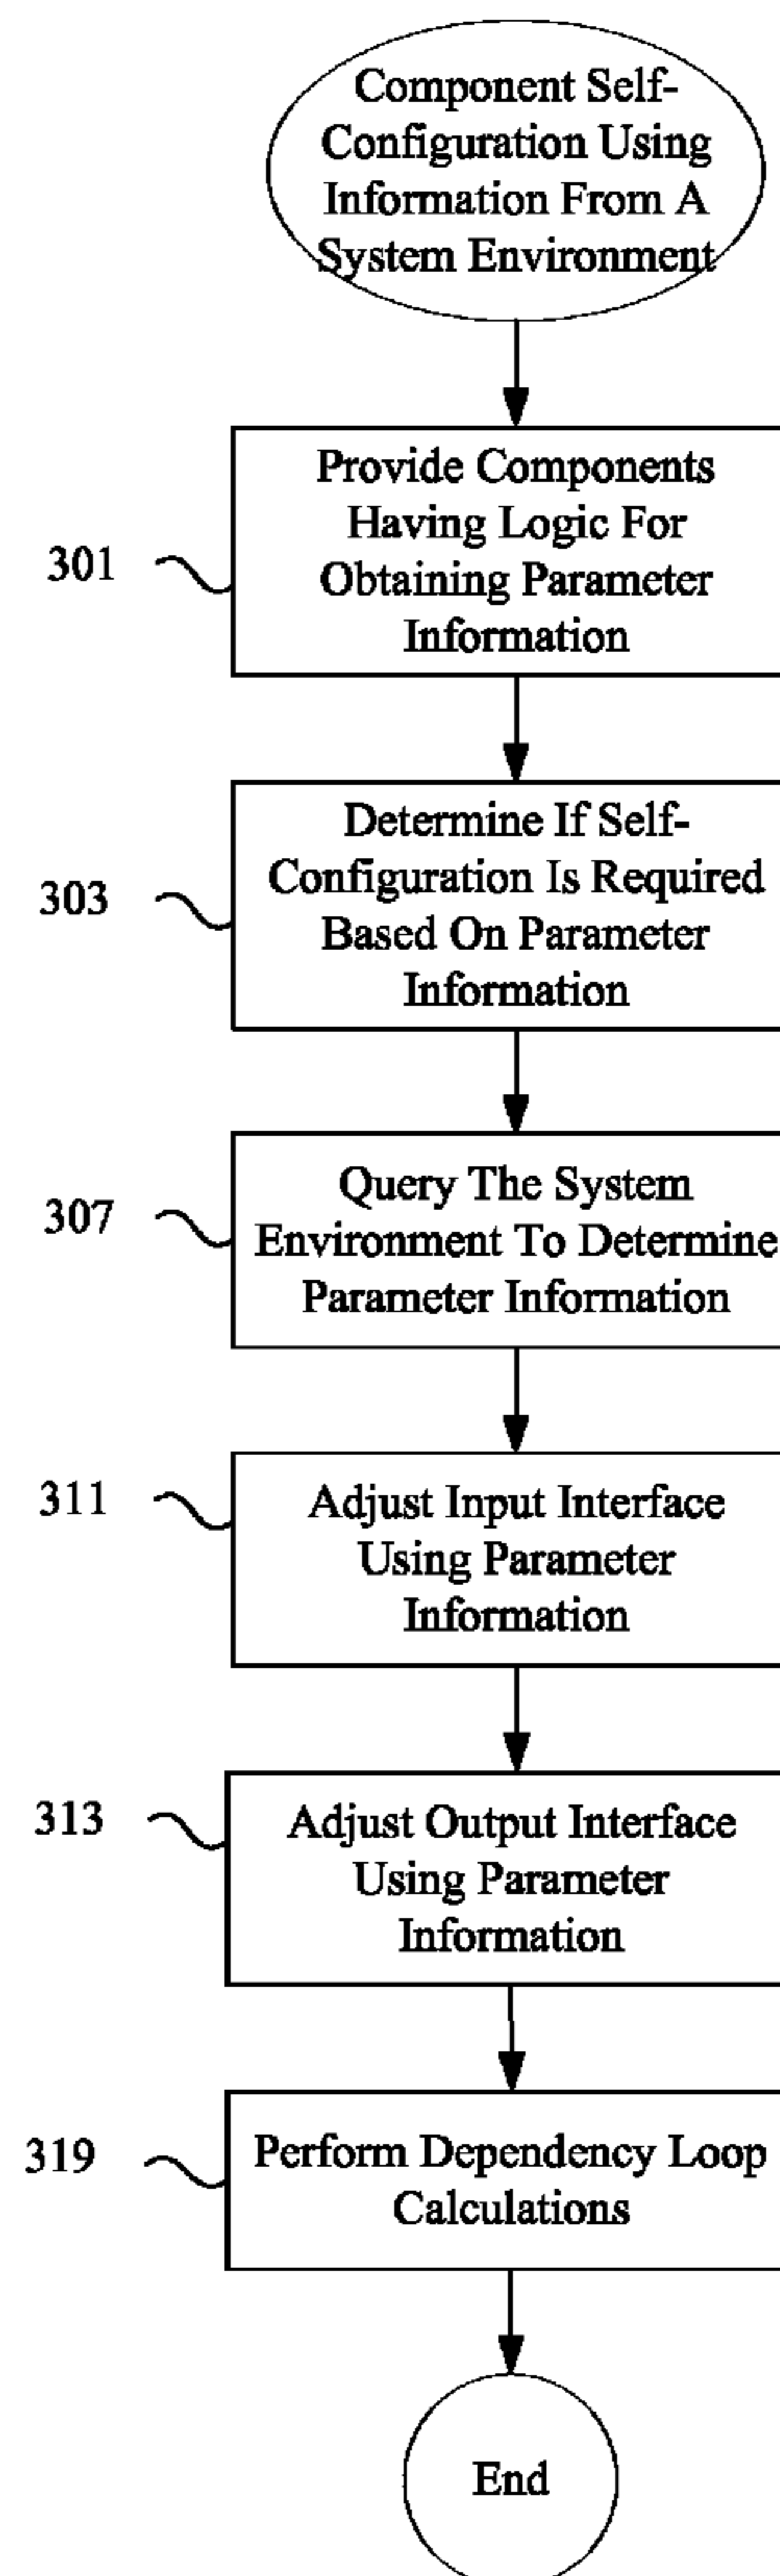 Component Self-
Configuration Using
Information From A
System Environment
301
Provide Components
Having Logic For
Obtaining Parameter
Information
303
Determine If Self-
Configuration Is Required
Based On Parameter
Information
307
Query The System
Environment To Determine
Parameter Information
311
Adjust Input Interface
Using Parameter
Information
313
Adjust Output Interface
Using Parameter
Information
319
Perform Dependency Loop
Calculations
End